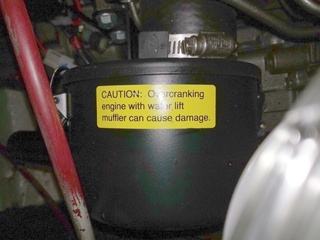 CAUTION: Overcranking
engine with water lift
muffler can cause damage.